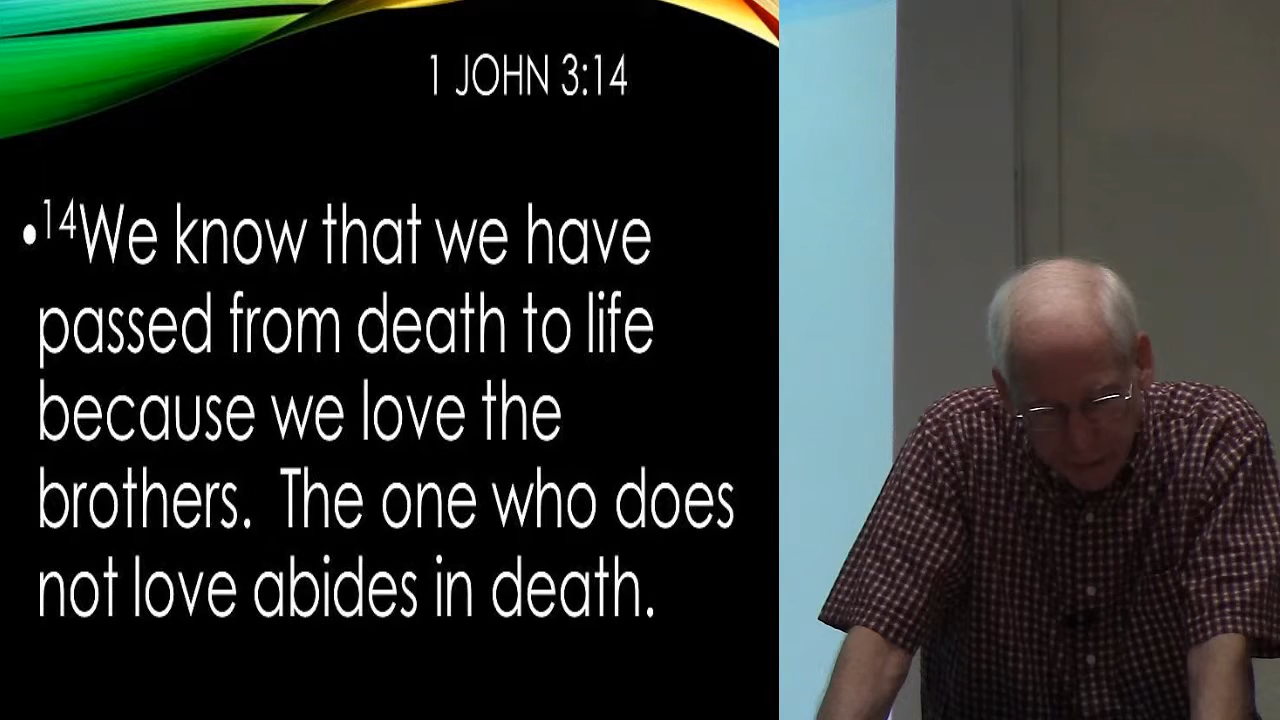 1 JOHN 3:14
•¹⁴We know that we have
passed from death to life
because we love the
brothers.  The one who does
not love abides in death.